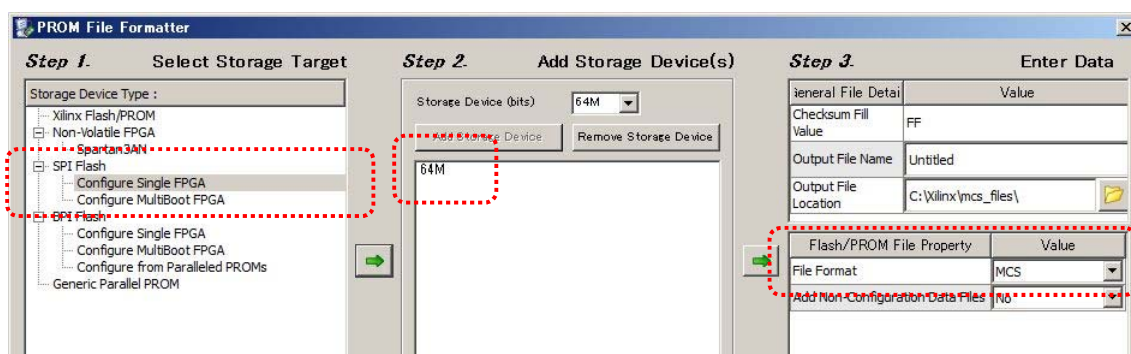 PROM File Formatter
Step 1. Select Storage Target
Storage Device Type :
Xilinx Flash/PROM
Non-Volatile FPGA
Spartan3AN
SPI Flash
Configure Single FPGA
Configure MultiBoot FPGA
BPI Flash
Configure Single FPGA
Configure MultiBoot FPGA
Configure from Paralleled PROMs
Generic Parallel PROM
Step 2. Add Storage Device(s)
Storage Device (bits) 64M
Add Storage Device Remove Storage Device
64M
Step 3. Enter Data
ieneral File Detai Value
Checksum Fill
Value FF
Output File Name Untitled
Output File
Location C:\Xilinx\mcs_files\
Flash/PROM File Property Value
File Format MCS
Add Non-Configuration Data Files No